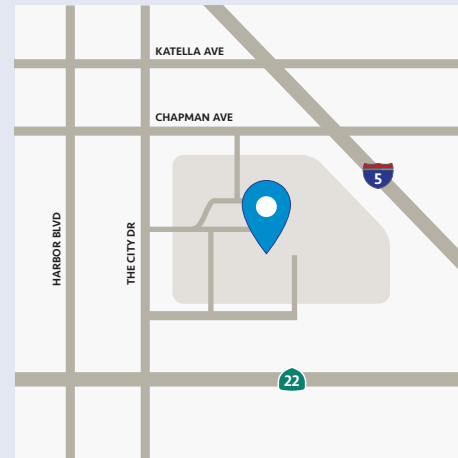 KATELLA AVE
CHAPMAN AVE
5
HARBOR BLVD
THE CITY DR
22